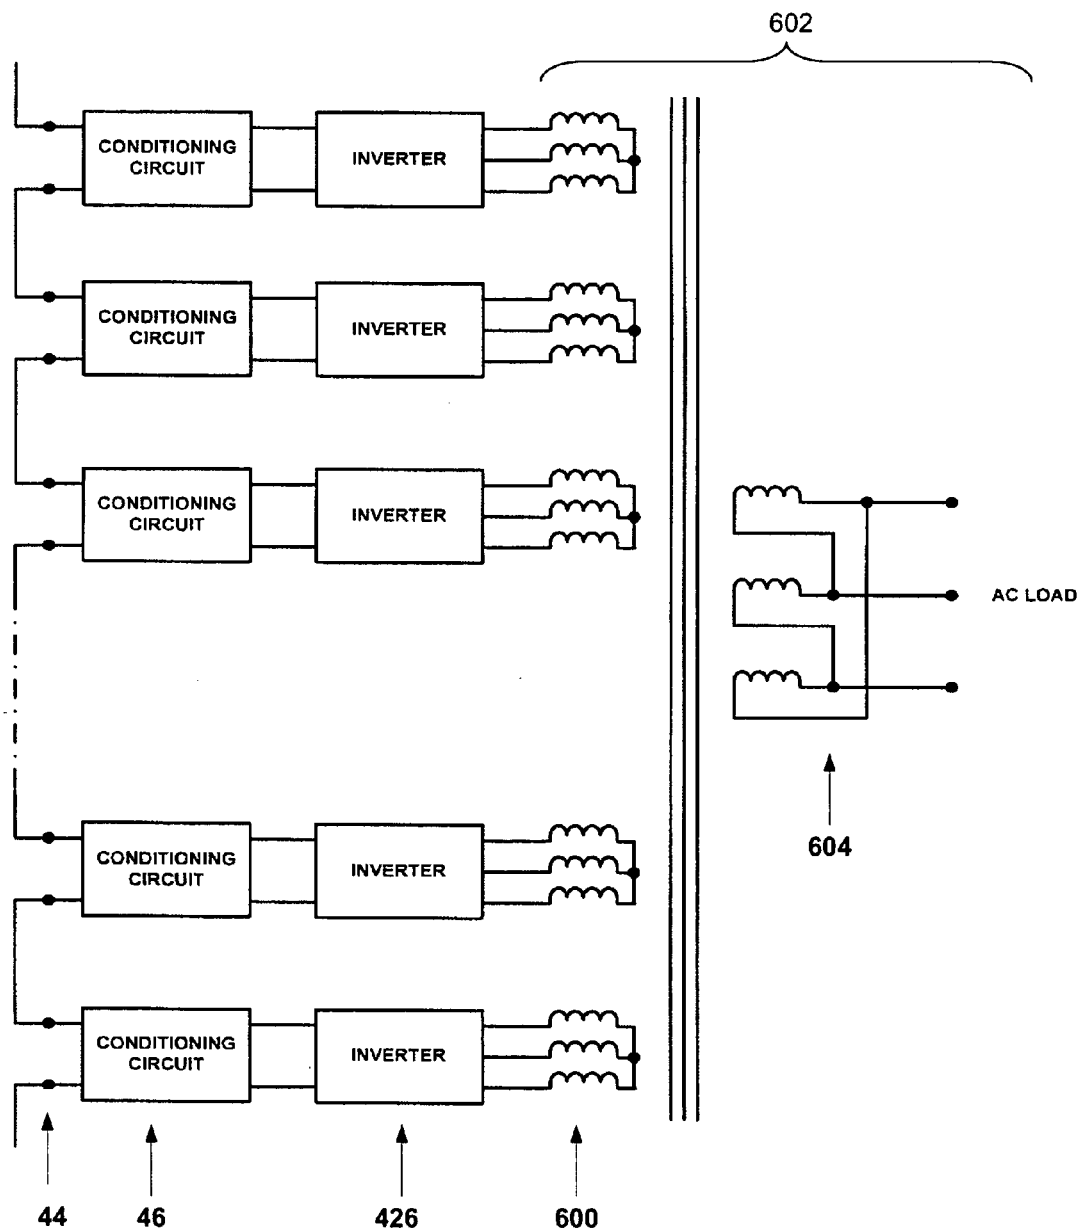 602
CONDITIONING
CIRCUIT
INVERTER
CONDITIONING
CIRCUIT
INVERTER
CONDITIONING
CIRCUIT
INVERTER
AC LOAD
CONDITIONING
CIRCUIT
INVERTER
604
CONDITIONING
CIRCUIT
INVERTER
44 46 426 600